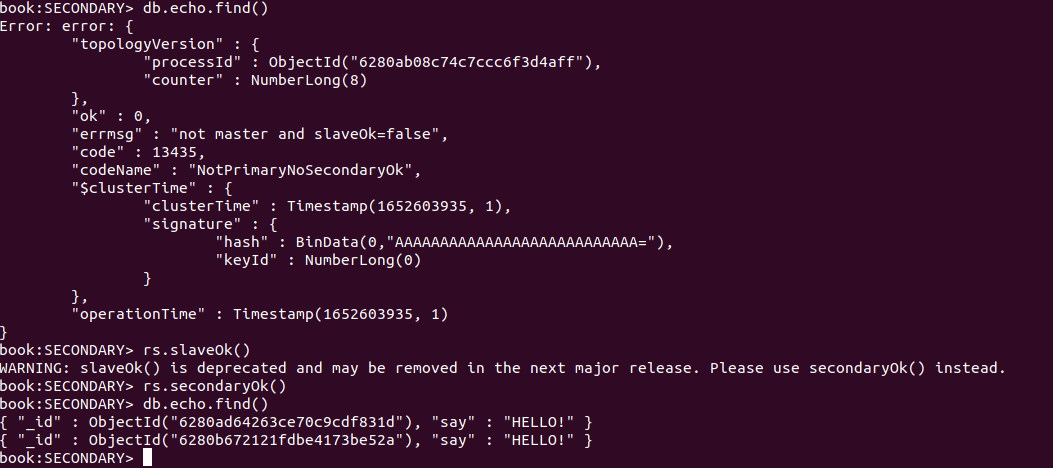 book:SECONDARY> db.echo.find()
Error: error: {
        "topologyVersion" : {
                "processId" : ObjectId("6280ab08c74c7ccc6f3d4aff"),
                "counter" : NumberLong(8)
        },
        "ok" : 0,
        "errmsg" : "not master and slaveOk=false",
        "code" : 13435,
        "codeName" : "NotPrimaryNoSecondaryOk",
        "$clusterTime" : {
                "clusterTime" : Timestamp(1652603935, 1),
                "signature" : {
                        "hash" : BinData(0,"AAAAAAAAAAAAAAAAAAAAAAAAAAA="),
                        "keyId" : NumberLong(0)
                }
        },
        "operationTime" : Timestamp(1652603935, 1)
}
book:SECONDARY> rs.slaveOk()
WARNING: slaveOk() is deprecated and may be removed in the next major release. Please use secondaryOk() instead.
book:SECONDARY> rs.secondaryOk()
book:SECONDARY> db.echo.find()
{ "_id" : ObjectId("6280ad64263ce70c9cdf831d"), "say" : "HELLO!" }
{ "_id" : ObjectId("6280b672121fdbe4173be52a"), "say" : "HELLO!" }
book:SECONDARY>